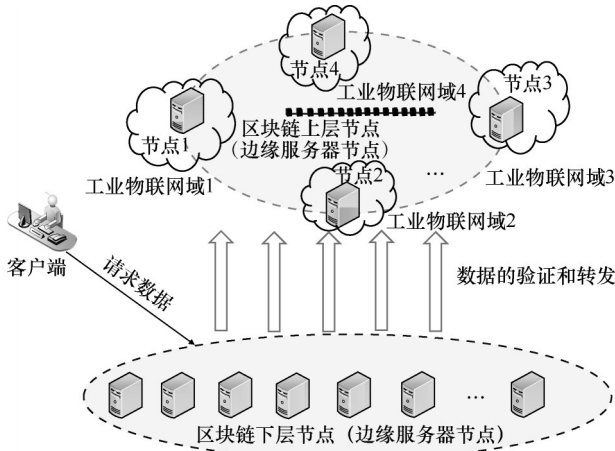 节点4
工业物联网域4
节点3
节点1
区块链上层节点
（边缘服务器节点）
节点2
…
工业物联网域1
工业物联网域3
工业物联网域2
客户端
请求数据
数据的验证和转发
…
区块链下层节点（边缘服务器节点）